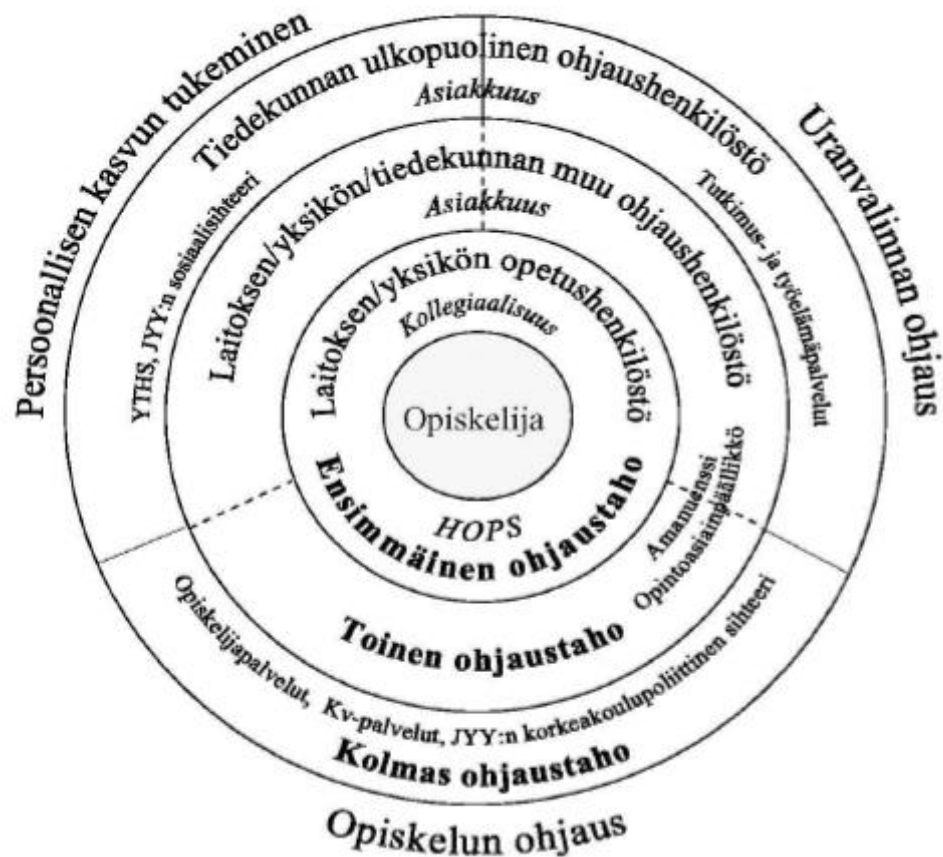 Persoonallisen kasvun tukeminen
Uranvalinnan ohjaus
Tiedekunnan ulkopuolinen ohjaushenkilöstö
Asiakkuus
YTHS, JYY:n sosiaalisihteeri
Tutkimus- ja työelämäpalvelut
Laitoksen/yksikön/tiedekunnan muu ohjaushenkilöstö
Asiakkuus
Laitoksen/yksikön opetushenkilöstö
Kollegiaalisuus
Opiskelija
HOPS
Ensimmäinen ohjaustaho
Amanuenssi
Opintoasiainpäällikkö
Toinen ohjaustaho
Opiskelijapalvelut, Kv-palvelut, JYY:n korkeakoulupoliittinen sihteeri
Kolmas ohjaustaho
Opiskelun ohjaus